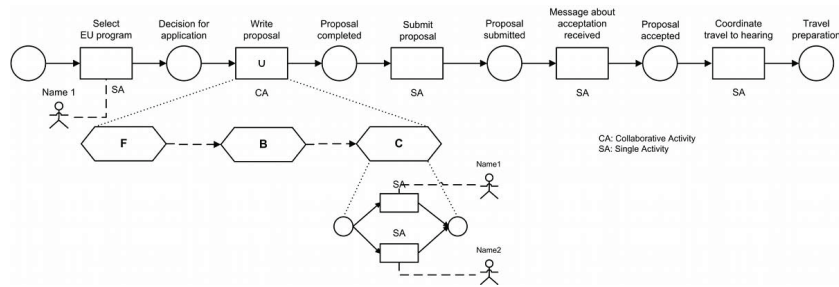 Select
EU program
Decision for
application
Write
proposal
Proposal
completed
Submit
proposal
Proposal
submitted
Message about
acceptation
received
Proposal
accepted
Coordinate
travel to hearing
Travel
preparation
U
SA
CA
SA
SA
SA
Name 1
F
B
C
CA: Collaborative Activity
SA: Single Activity
Name1
SA
SA
Name2